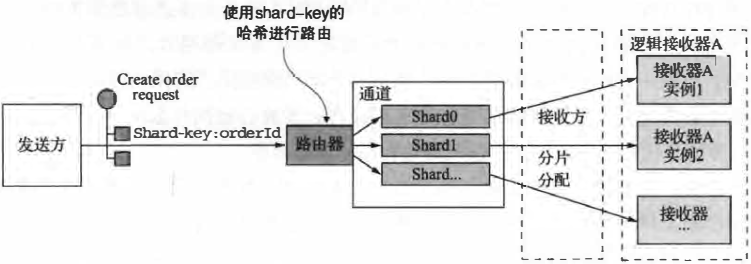 使用shard-key的
哈希进行路由
Create order
request
发送方
Shard-key:orderId
路由器
通道
Shard0
Shard1
Shard...
接收方
分片
分配
逻辑接收器A
接收器A
实例1
接收器A
实例2
接收器
...